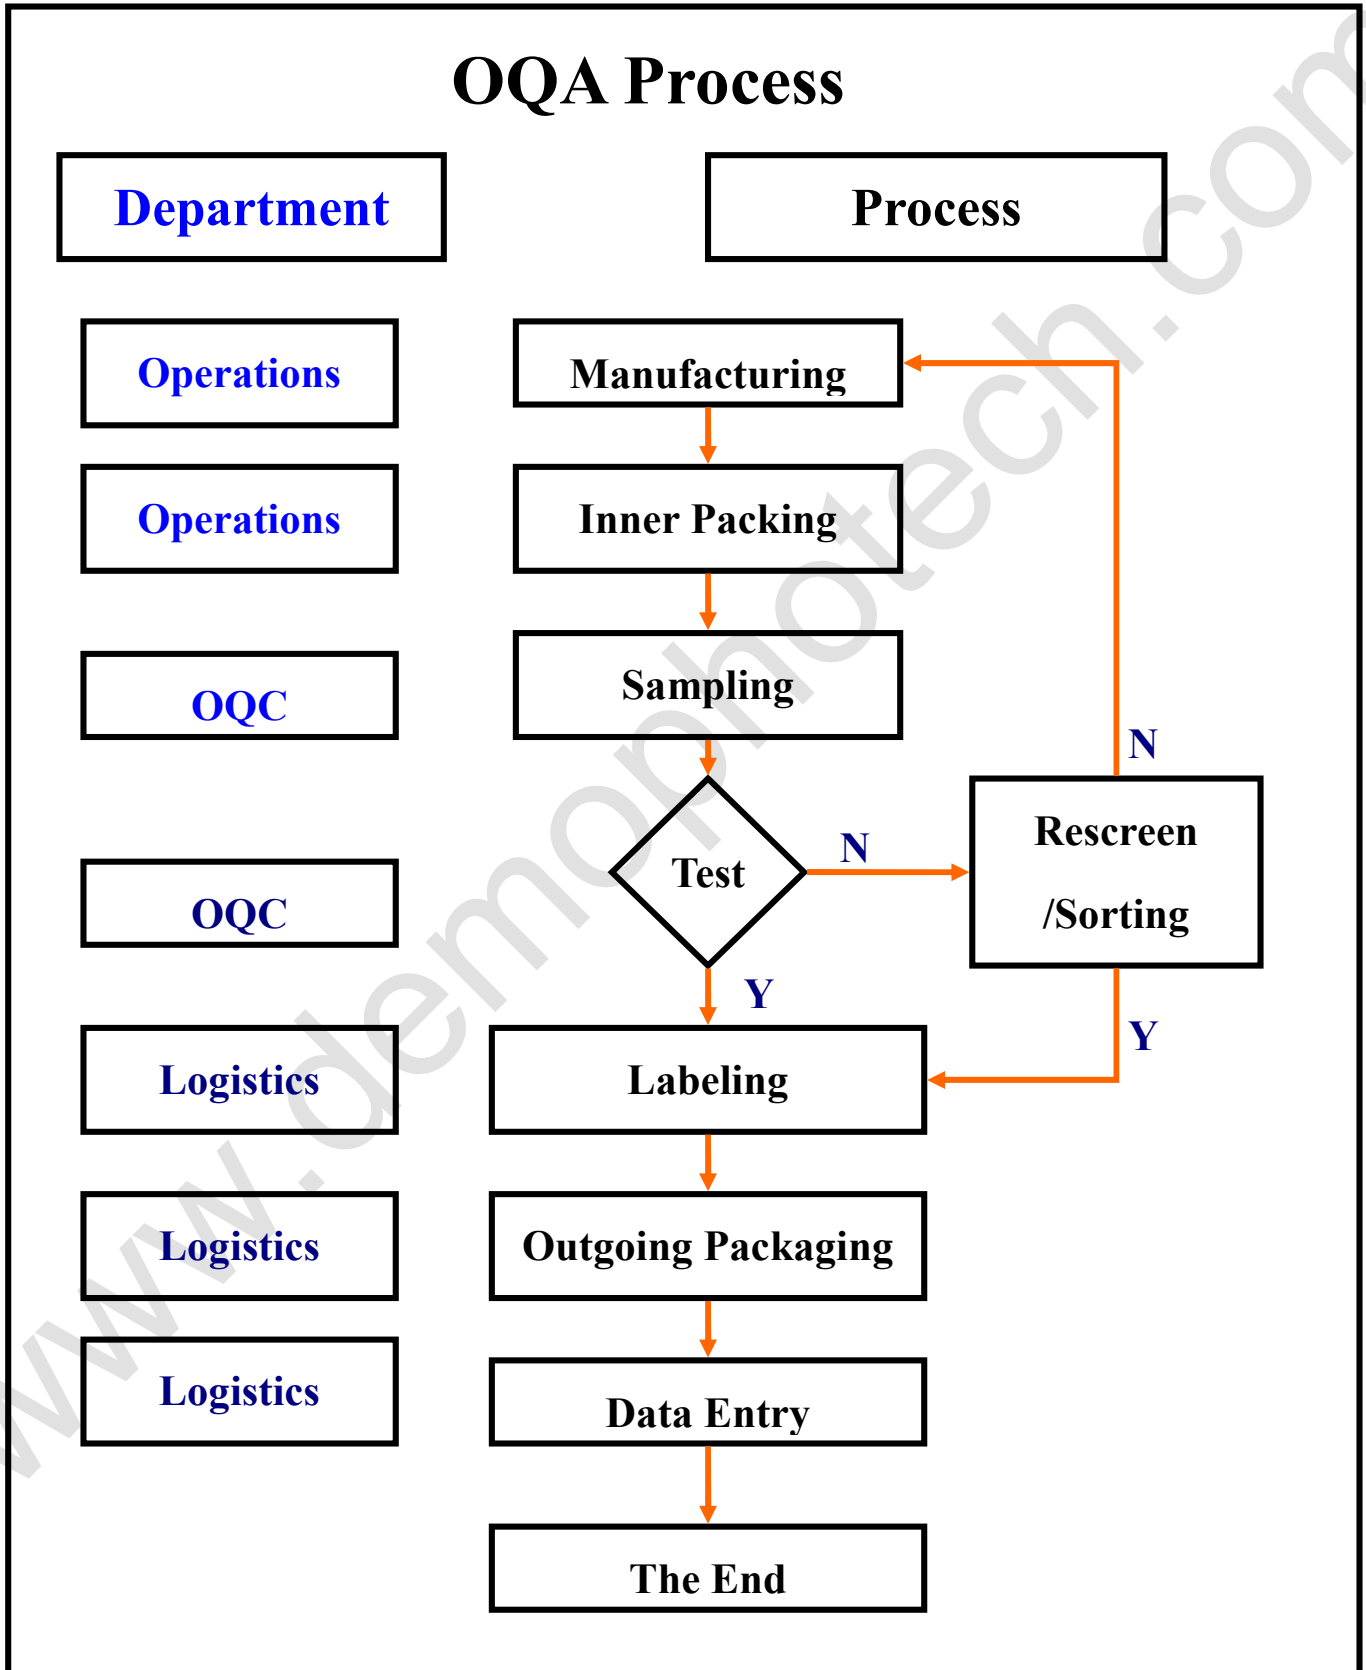 OQA Process
Department
Process
Operations
Manufacturing
Operations
Inner Packing
OQC
Sampling
N
OQC
Test
N
Rescreen
/Sorting
Y
Y
Logistics
Labeling
Logistics
Outgoing Packaging
Logistics
Data Entry
The End
www.demophotech.com